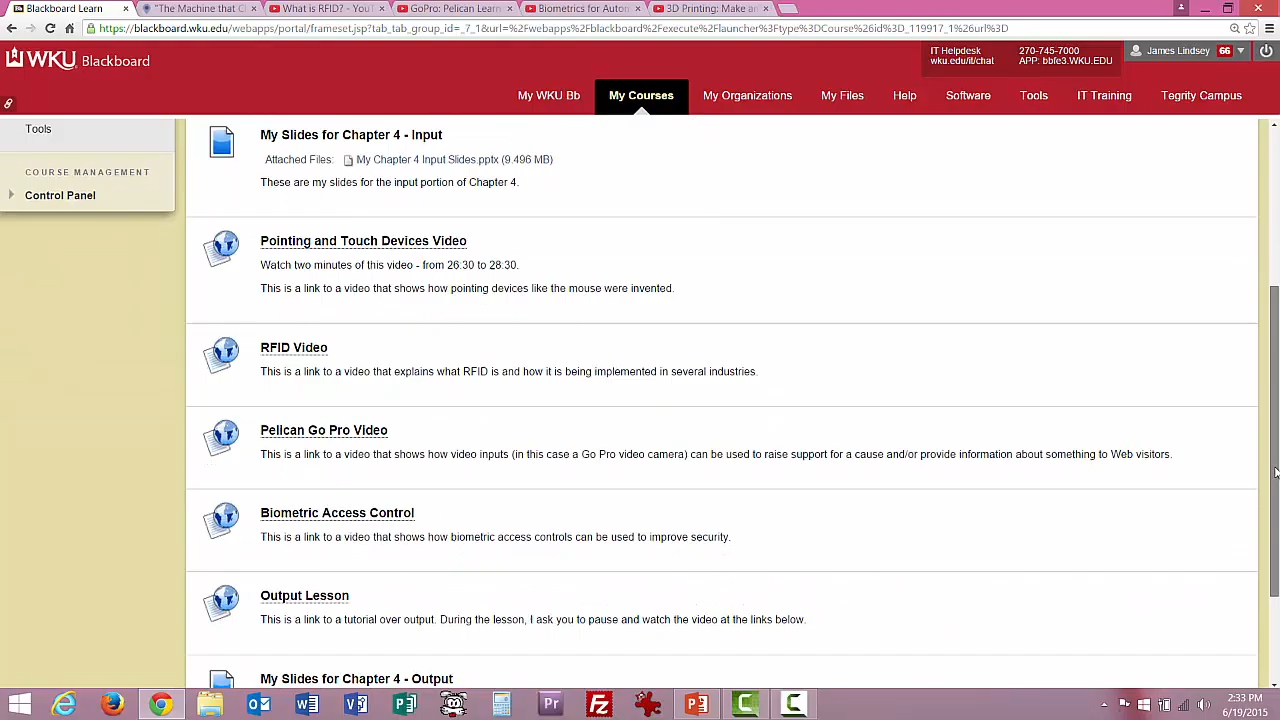 Blackboard Learn
"The Machine that C
What is RFID? - YouT
GoPro: Pelican Learn
Biometrics for Auton
3D Printing: Make an
https://blackboard.wku.edu/webapps/portal/frameset.jsp?tab_tab_group_id=_7_1&url=%2Fwebapps%2Fblackboard%2Fexecute%2Flauncher%3Ftype%3DCourse%26id%3D_119917_1%26url%3D
WKU Blackboard
IT Helpdesk
wku.edu/it/chat
270-745-7000
APP: bbfe3.WKU.EDU
James Lindsey 66
My WKU Bb
My Courses
My Organizations
My Files
Help
Software
Tools
IT Training
Tegrity Campus
Tools
COURSE MANAGEMENT
Control Panel
My Slides for Chapter 4 - Input
Attached Files: My Chapter 4 Input Slides.pptx (9.496 MB)
These are my slides for the input portion of Chapter 4.
Pointing and Touch Devices Video
Watch two minutes of this video - from 26:30 to 28:30.
This is a link to a video that shows how pointing devices like the mouse were invented.
RFID Video
This is a link to a video that explains what RFID is and how it is being implemented in several industries.
Pelican Go Pro Video
This is a link to a video that shows how video inputs (in this case a Go Pro video camera) can be used to raise support for a cause and/or provide information about something to Web visitors.
Biometric Access Control
This is a link to a video that shows how biometric access controls can be used to improve security.
Output Lesson
This is a link to a tutorial over output. During the lesson, I ask you to pause and watch the video at the links below.
My Slides for Chapter 4 - Output
2:33 PM
6/19/2015